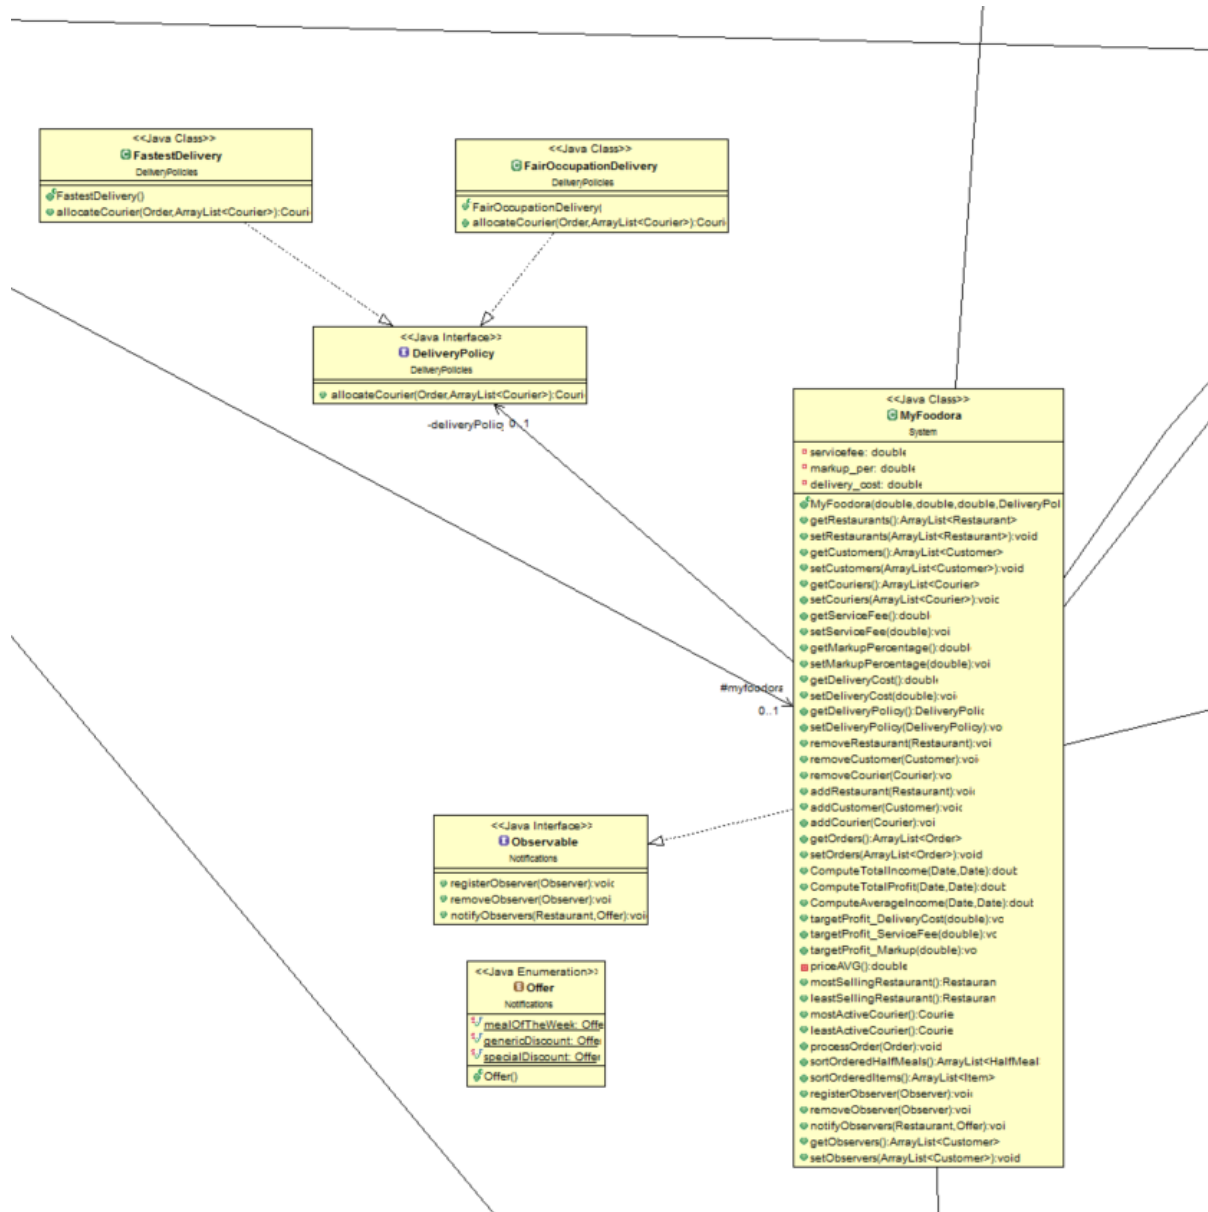 <<Java Class>>
FastestDelivery
DeliveryPolicies
FastestDelivery()
allocateCourier(Order,ArrayList<Courier>):Couri
<<Java Class>>
FairOccupationDelivery
DeliveryPolicies
FairOccupationDelivery(
allocateCourier(Order,ArrayList<Courier>):Couri
<<Java Interface>>
DeliveryPolicy
DeliveryPolicies
allocateCourier(Order,ArrayList<Courier>):Couri
-deliveryPolic 0..1
<<Java Class>>
MyFoodora
System
servicefee: double
markup_per: double
delivery_cost: double
MyFoodora(double,double,double,DeliveryPol
getRestaurants():ArrayList<Restaurant>
setRestaurants(ArrayList<Restaurant>):void
getCustomers():ArrayList<Customer>
setCustomers(ArrayList<Customer>):void
getCouriers():ArrayList<Courier>
setCouriers(ArrayList<Courier>):voic
getServiceFee():doubl
setServiceFee(double):voi
getMarkupPercentage():doubl
setMarkupPercentage(double):voi
getDeliveryCost():double
setDeliveryCost(double):voi
getDeliveryPolicy():DeliveryPolic
setDeliveryPolicy(DeliveryPolicy):vo
removeRestaurant(Restaurant):voi
removeCustomer(Customer):voi
removeCourier(Courier):vo
addRestaurant(Restaurant):voi
addCustomer(Customer):voic
addCourier(Courier):voi
getOrders():ArrayList<Order>
setOrders(ArrayList<Order>):void
ComputeTotalIncome(Date,Date):doub
ComputeTotalProfit(Date,Date):doub
ComputeAverageIncome(Date,Date):doub
targetProfit_DeliveryCost(double):vc
targetProfit_ServiceFee(double):vc
targetProfit_Markup(double):vo
priceAVG():double
mostSellingRestaurant():Restauran
leastSellingRestaurant():Restauran
mostActiveCourier():Courie
leastActiveCourier():Courie
processOrder(Order):void
sortOrderedHalfMeals():ArrayList<HalfMeal
sortOrderedItems():ArrayList<Item>
registerObserver(Observer):voi
removeObserver(Observer):voi
notifyObservers(Restaurant,Offer):voi
getObservers():ArrayList<Customer>
setObservers(ArrayList<Customer>):void
#myfoodora
0..1
<<Java Interface>>
Observable
Notifications
registerObserver(Observer):voic
removeObserver(Observer):voi
notifyObservers(Restaurant,Offer):voi
<<Java Enumeration>>
Offer
Notifications
mealOfTheWeek: Offe
genericDiscount: Offe
specialDiscount: Offe
Offer()